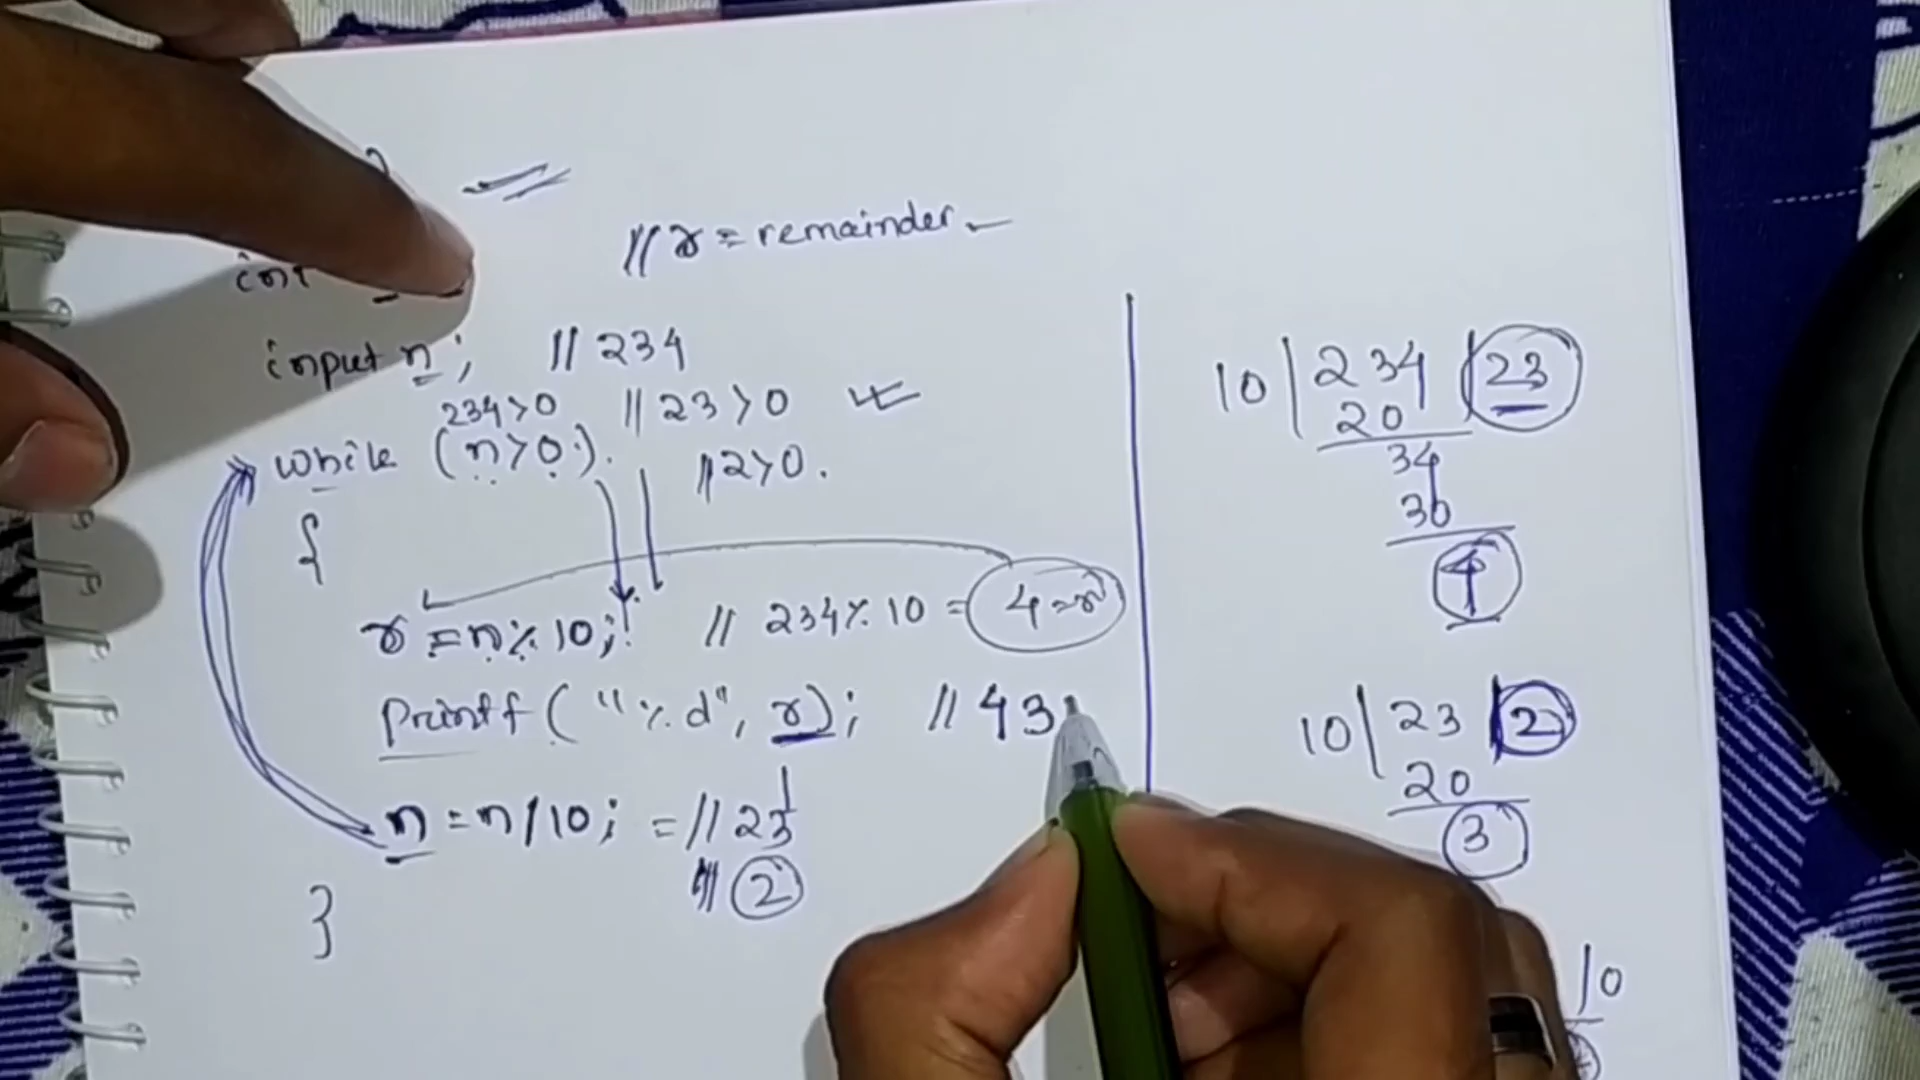 // r = remainder
int
input n; // 234
234>0 // 23>0
while (n>0) // 2>0.
{
r = n%10; // 234%10 = 4=r
printf("%d", r); // 43
n = n/10; = // 23
// 2
}
10 | 234 | 23
20
34
30
4
10 | 23 | 2
20
3
10